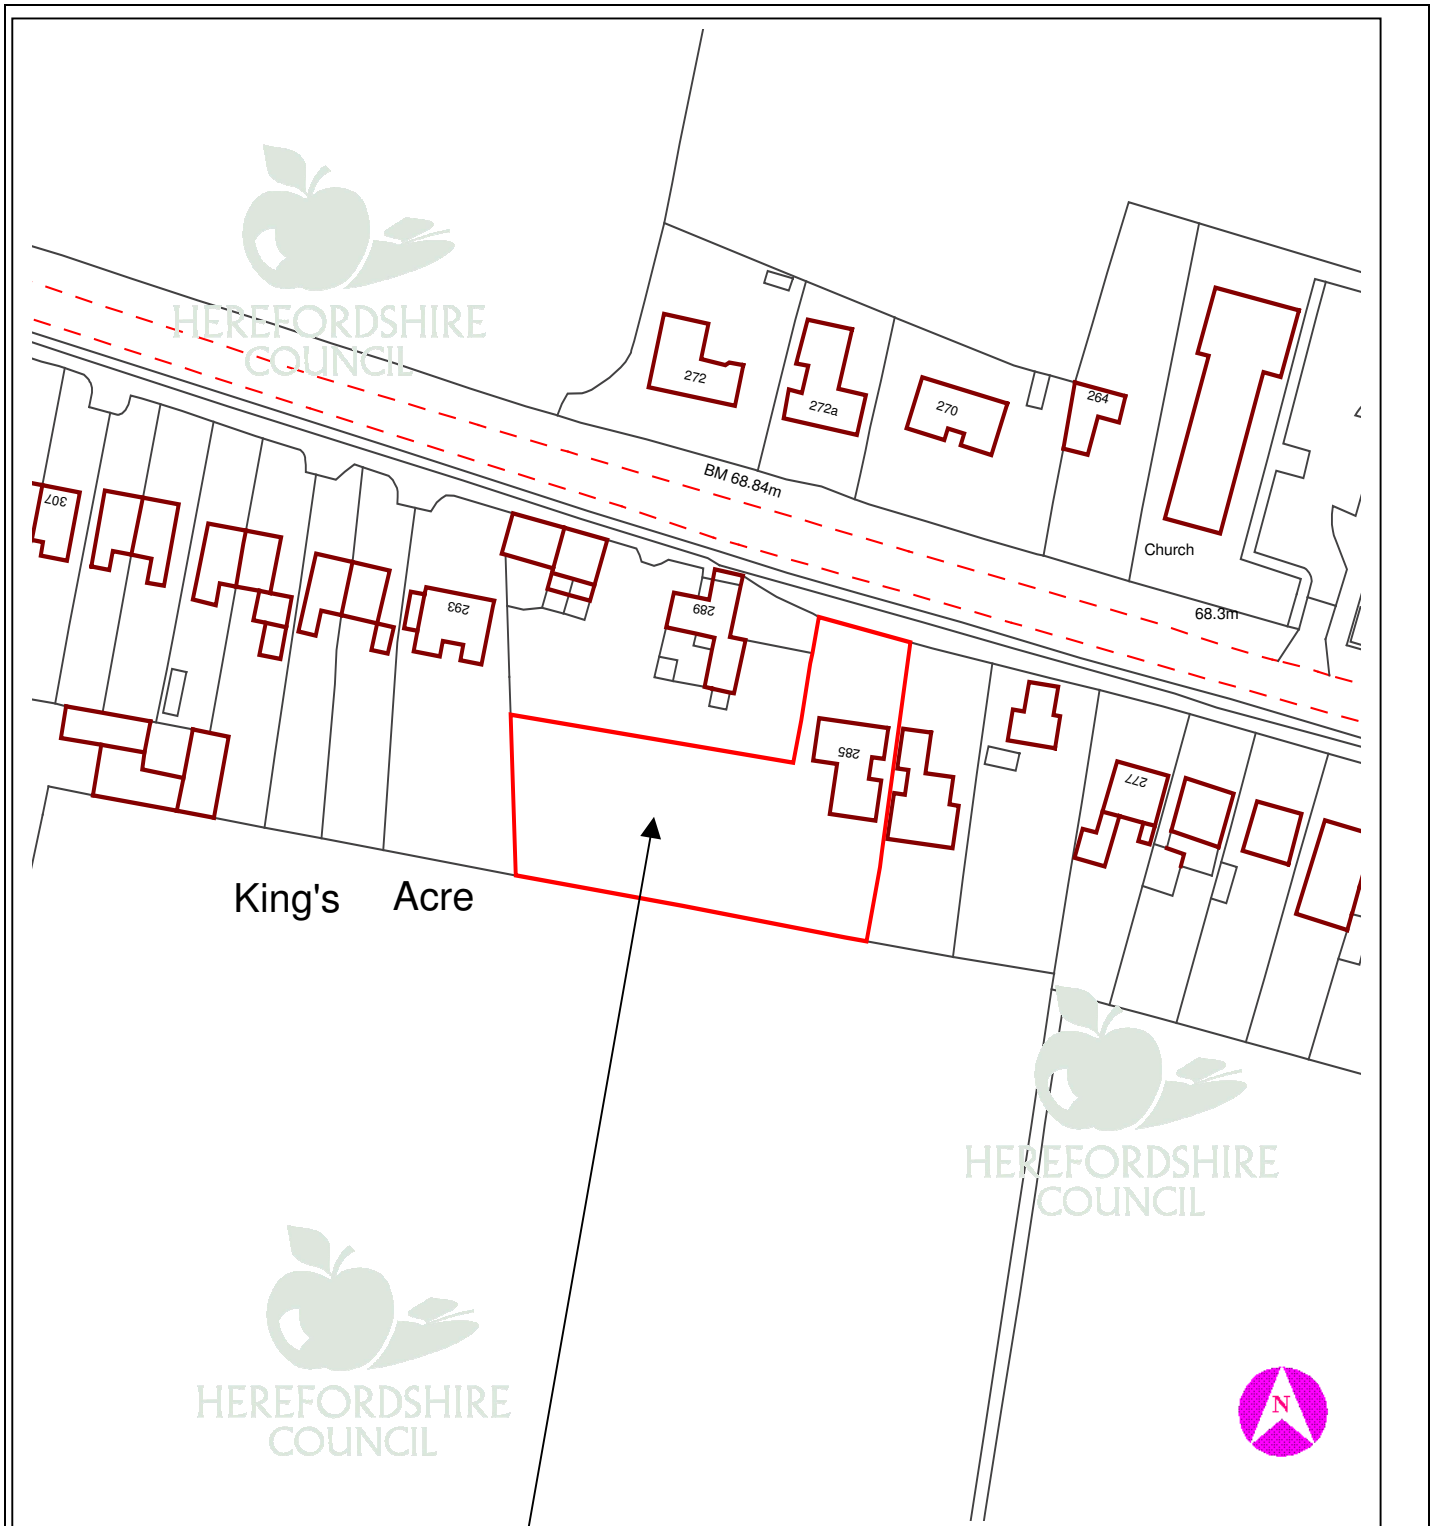 HEREFORDSHIRE
COUNCIL
272
272a
270
264
BM 68.84m
307
Church
293
289
68.3m
285
277
King's Acre
HEREFORDSHIRE
COUNCIL
HEREFORDSHIRE
COUNCIL
N